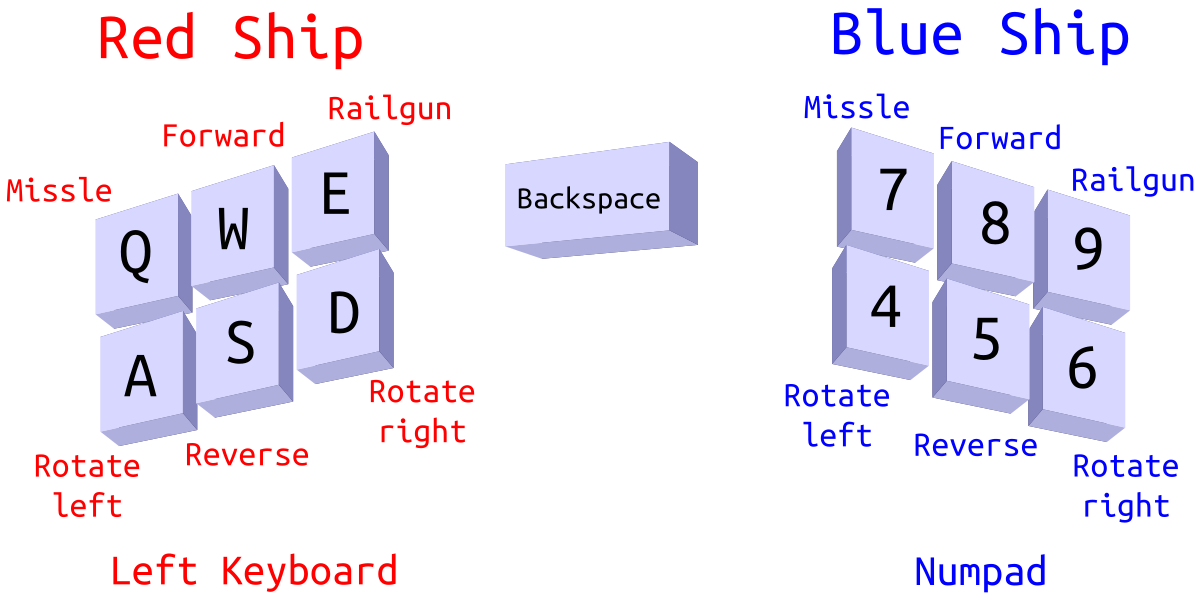 Red Ship
Missle
Forward
Railgun
Q
W
E
A
S
D
Rotate
left
Reverse
Rotate
right
Left Keyboard
Backspace
Blue Ship
Missle
Forward
Railgun
7
8
9
4
5
6
Rotate
left
Reverse
Rotate
right
Numpad